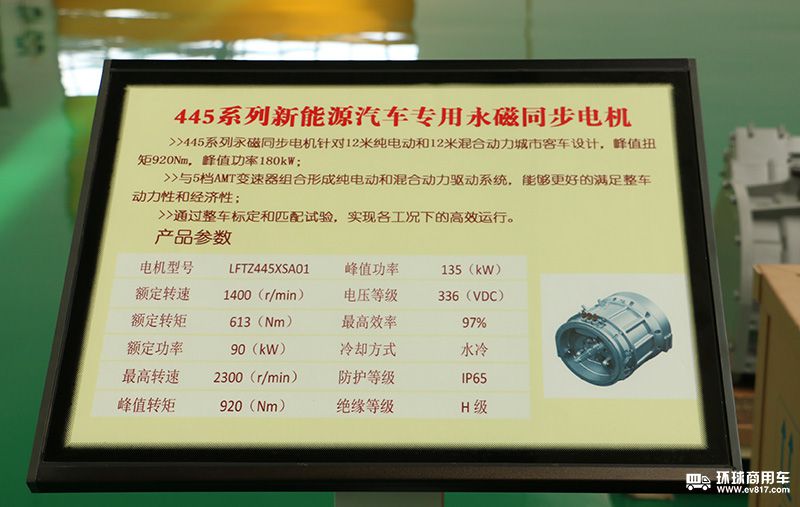 445系列新能源汽车专用永磁同步电机
>>445系列永磁同步电机针对12米纯电动和12米混合动力城市客车设计，峰值扭
矩920Nm，峰值功率180kW；
>>与5档AMT变速器组合形成纯电动和混合动力驱动系统，能够更好的满足整车
动力性和经济性；
>>通过整车标定和匹配试验，实现各工况下的高效运行。
产品参数
电机型号 LFTZ445XSA01 峰值功率 135（kW）
额定转速 1400（r/min） 电压等级 336（VDC）
额定转矩 613（Nm） 最高效率 97%
额定功率 90（kW） 冷却方式 水冷
最高转速 2300（r/min） 防护等级 IP65
峰值转矩 920（Nm） 绝缘等级 H 级
环球商用车
www.ev817.com